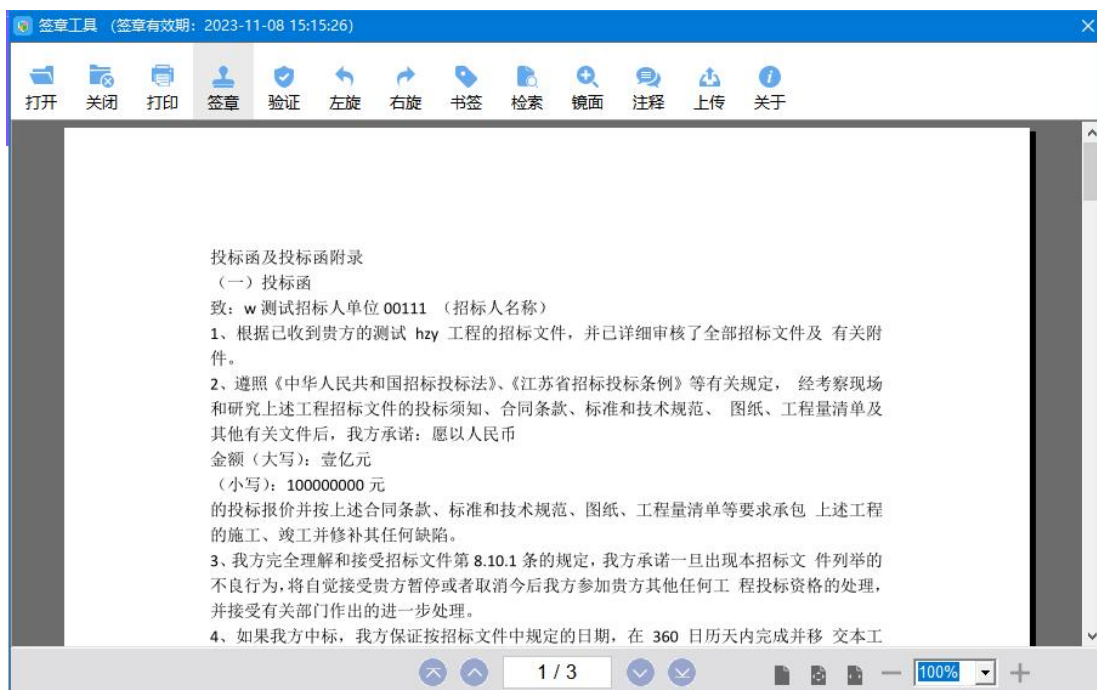 签章工具 (签章有效期: 2023-11-08 15:15:26)
打开 关闭 打印 签章 验证 左旋 右旋 书签 检索 镜面 注释 上传 关于
投标函及投标函附录
（一）投标函
致：w 测试招标人单位 00111 （招标人名称）
1、根据已收到贵方的测试 hzy 工程的招标文件，并已详细审核了全部招标文件及 有关附
件。
2、遵照《中华人民共和国招标投标法》、《江苏省招标投标条例》等有关规定， 经考察现场
和研究上述工程招标文件的投标须知、合同条款、标准和技术规范、 图纸、工程量清单及
其他有关文件后，我方承诺：愿以人民币
金额（大写）：壹亿元
（小写）：100000000 元
的投标报价并按上述合同条款、标准和技术规范、图纸、工程量清单等要求承包 上述工程
的施工、竣工并修补其任何缺陷。
3、我方完全理解和接受招标文件第 8.10.1 条的规定，我方承诺一旦出现本招标文 件列举的
不良行为，将自觉接受贵方暂停或者取消今后我方参加贵方其他任何工 程投标资格的处理，
并接受有关部门作出的进一步处理。
4、如果我方中标，我方保证按招标文件中规定的日期，在 360 日历天内完成并移 交本工
1 / 3
100%